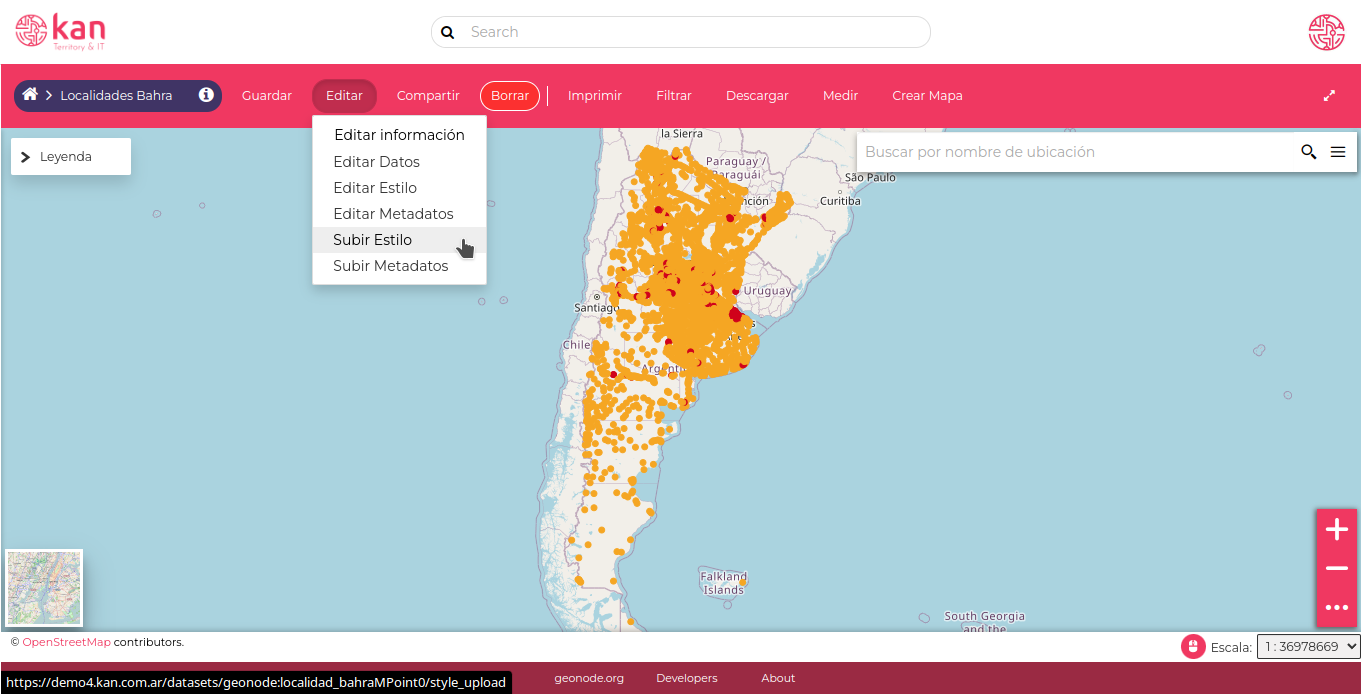 kan
Territory & IT
Search
Localidades Bahra
Guardar
Editar
Compartir
Borrar
Imprimir
Filtrar
Descargar
Medir
Crear Mapa
Editar información
Editar Datos
Editar Estilo
Editar Metadatos
Subir Estilo
Subir Metadatos
Leyenda
Buscar por nombre de ubicación
la Sierra
Paraguay /
Paraguái
São Paulo
Curitiba
Uruguay
Santiago
Chile
Falkland
Islands
South Georgia
and the
© OpenStreetMap contributors.
Escala:
1 : 36978669
https://demo4.kan.com.ar/datasets/geonode:localidad_bahraMPoint0/style_upload
geonode.org
Developers
About